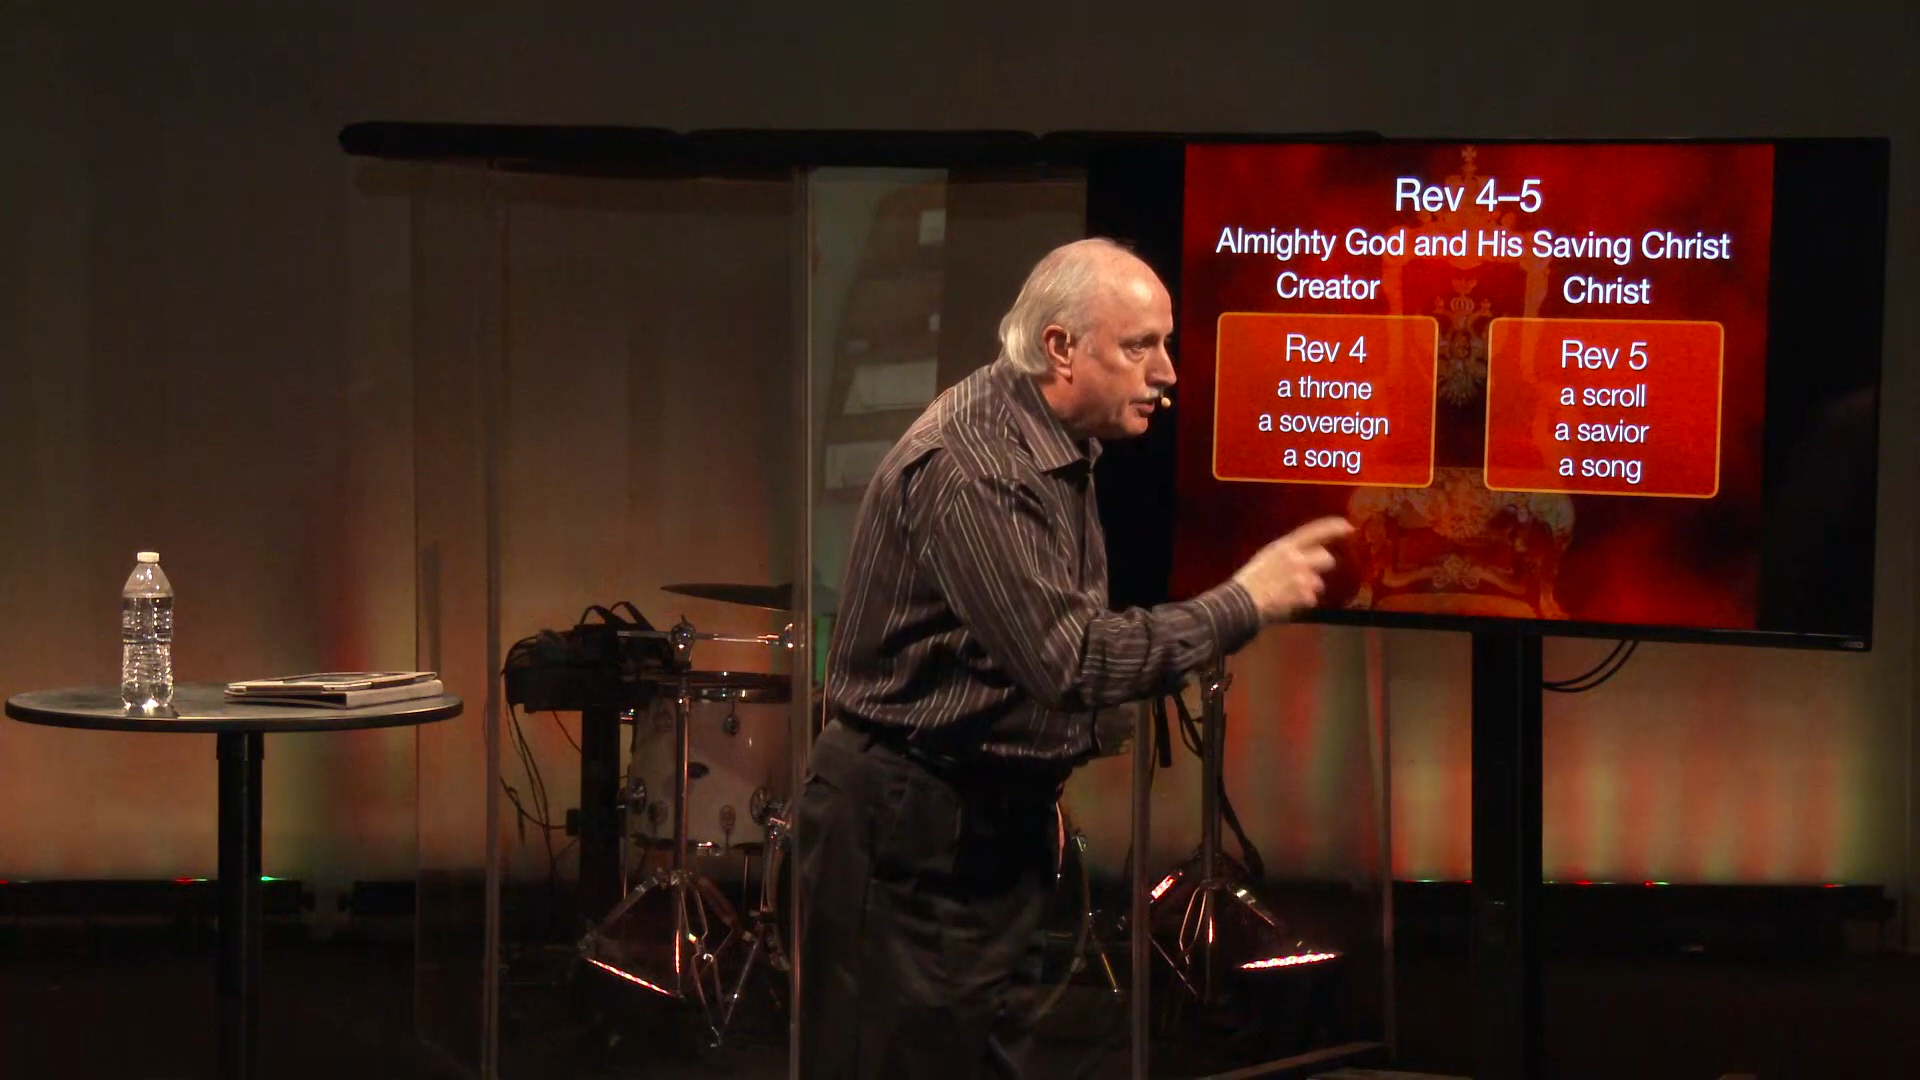 Rev 4–5
Almighty God and His Saving Christ
Creator
Christ
Rev 4
a throne
a sovereign
a song
Rev 5
a scroll
a savior
a song